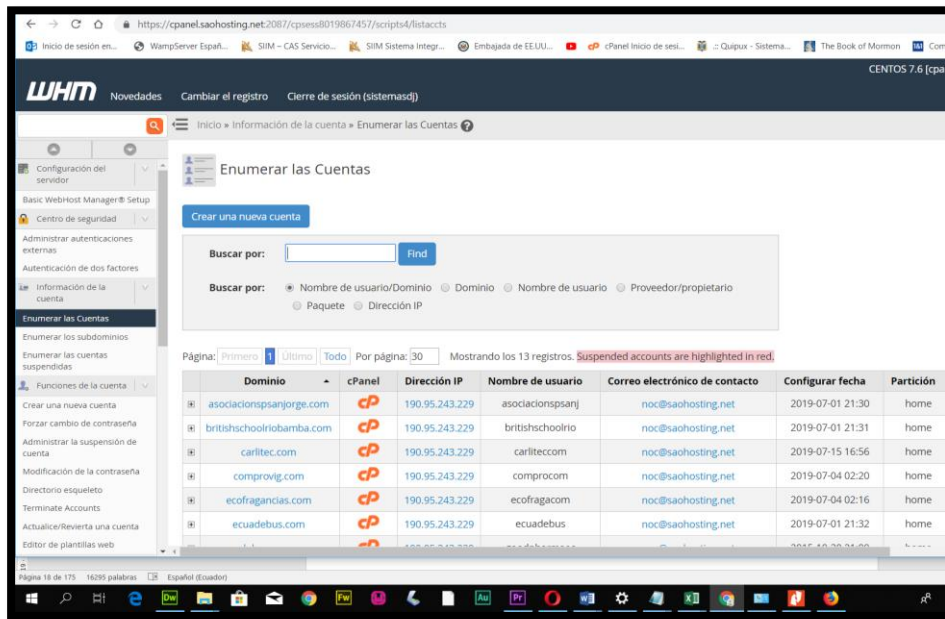 https://cpanel.saohosting.net:2087/cpsess8019867457/scripts4/listaccts
Inicio de sesión en... WampServer Españ... SIIM – CAS Servicio... SIIM Sistema Integr... Embajada de EE.UU... cPanel Inicio de sesi... .:: Quipux - Sistema... The Book of Mormon Com
CENTOS 7.6 [cpa
WHM Novedades Cambiar el registro Cierre de sesión (sistemasdj)
Inicio » Información de la cuenta » Enumerar las Cuentas
Configuración del
servidor
Basic WebHost Manager® Setup
Centro de seguridad
Administrar autenticaciones
externas
Autenticación de dos factores
Información de la
cuenta
Enumerar las Cuentas
Enumerar los subdominios
Enumerar las cuentas
suspendidas
Funciones de la cuenta
Crear una nueva cuenta
Forzar cambio de contraseña
Administrar la suspensión de
cuenta
Modificación de la contraseña
Directorio esqueleto
Terminate Accounts
Actualice/Revierta una cuenta
Editor de plantillas web
Enumerar las Cuentas
Crear una nueva cuenta
Buscar por: Find
Buscar por: Nombre de usuario/Dominio Dominio Nombre de usuario Proveedor/propietario
Paquete Dirección IP
Página: Primero 1 Último Todo Por página: 30 Mostrando los 13 registros. Suspended accounts are highlighted in red.
Dominio cPanel Dirección IP Nombre de usuario Correo electrónico de contacto Configurar fecha Partición
asociacionspsanjorge.com cP 190.95.243.229 asociacionspsanj noc@saohosting.net 2019-07-01 21:30 home
britishschoolriobamba.com cP 190.95.243.229 britishschoolrio noc@saohosting.net 2019-07-01 21:31 home
carlitec.com cP 190.95.243.229 carliteccom noc@saohosting.net 2019-07-15 16:56 home
comprovig.com cP 190.95.243.229 comprocom noc@saohosting.net 2019-07-04 02:20 home
ecofragancias.com cP 190.95.243.229 ecofragacom noc@saohosting.net 2019-07-04 02:16 home
ecuadebus.com cP 190.95.243.229 ecuadebus noc@saohosting.net 2019-07-01 21:32 home
Página 18 de 175 16295 palabras Español (Ecuador)
Dw Fw Au Pr